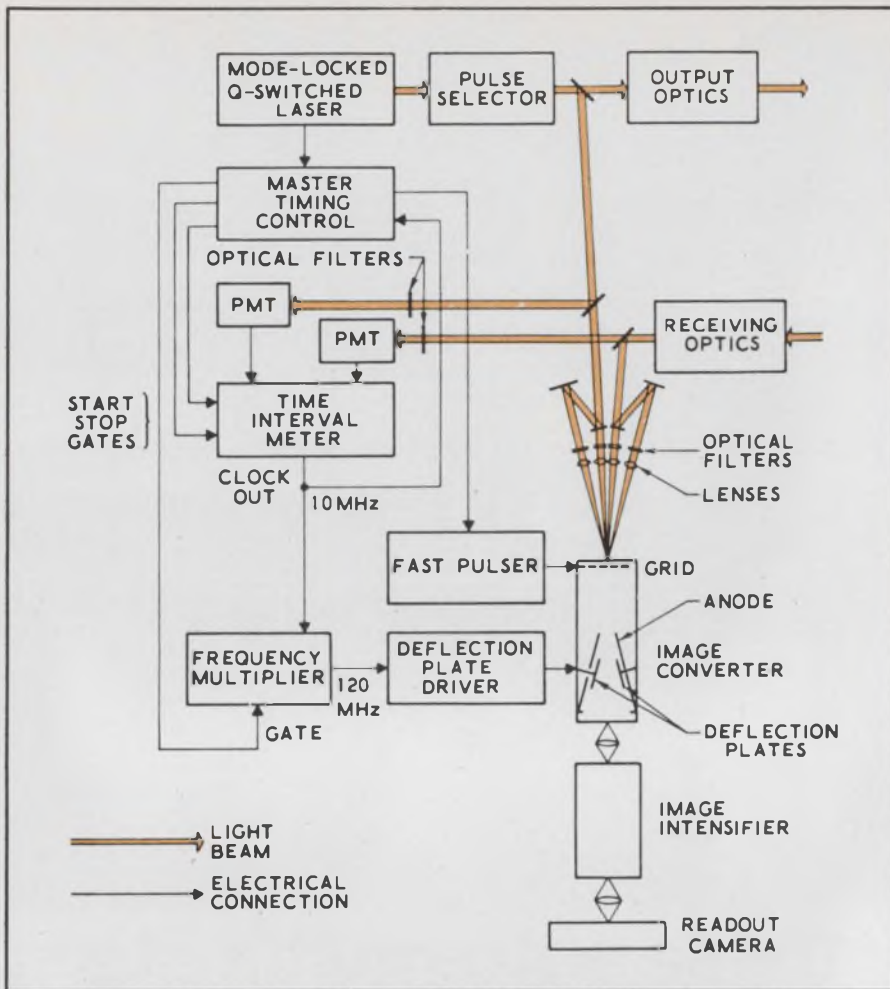 MODE-LOCKED
Q-SWITCHED
LASER
PULSE
SELECTOR
OUTPUT
OPTICS
MASTER
TIMING
CONTROL
OPTICAL FILTERS
PMT
PMT
RECEIVING
OPTICS
START
STOP
GATES
TIME
INTERVAL
METER
OPTICAL
FILTERS
LENSES
CLOCK
OUT
10 MHz
FAST PULSER
GRID
ANODE
FREQUENCY
MULTIPLIER
120
MHz
DEFLECTION
PLATE
DRIVER
IMAGE
CONVERTER
GATE
DEFLECTION
PLATES
IMAGE
INTENSIFIER
LIGHT
BEAM
ELECTRICAL
CONNECTION
READOUT
CAMERA